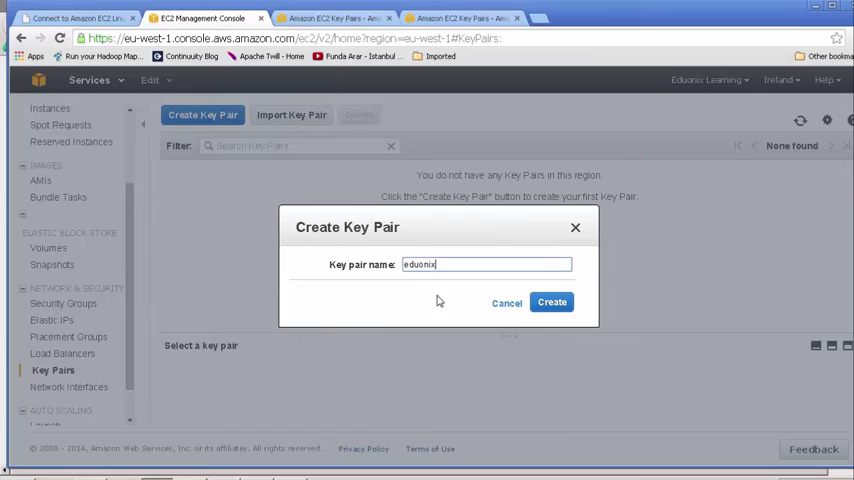 Connect to Amazon EC2 Linu
EC2 Management Console
Amazon EC2 Key Pairs - Ama
Amazon EC2 Key Pairs - Ama
https://eu-west-1.console.aws.amazon.com/ec2/v2/home?region=eu-west-1#KeyPairs:
Apps
Run your Hadoop Map...
Continuuity Blog
Apache Twill - Home
Funda Arar - Istanbul ...
Imported
Other bookma
Services
Edit
Eduonix Learning
Ireland
Help
Instances
Spot Requests
Reserved Instances
IMAGES
AMIs
Bundle Tasks
ELASTIC BLOCK STORE
Volumes
Snapshots
NETWORK & SECURITY
Security Groups
Elastic IPs
Placement Groups
Load Balancers
Key Pairs
Network Interfaces
AUTO SCALING
Create Key Pair
Import Key Pair
Delete
Filter:
Search Key Pairs
None found
You do not have any Key Pairs in this region.
Click the "Create Key Pair" button to create your first Key Pair.
Create Key Pair
Key pair name:
eduonix
Cancel
Create
Select a key pair
© 2008 - 2014, Amazon Web Services, Inc. or its affiliates. All rights reserved.
Privacy Policy
Terms of Use
Feedback